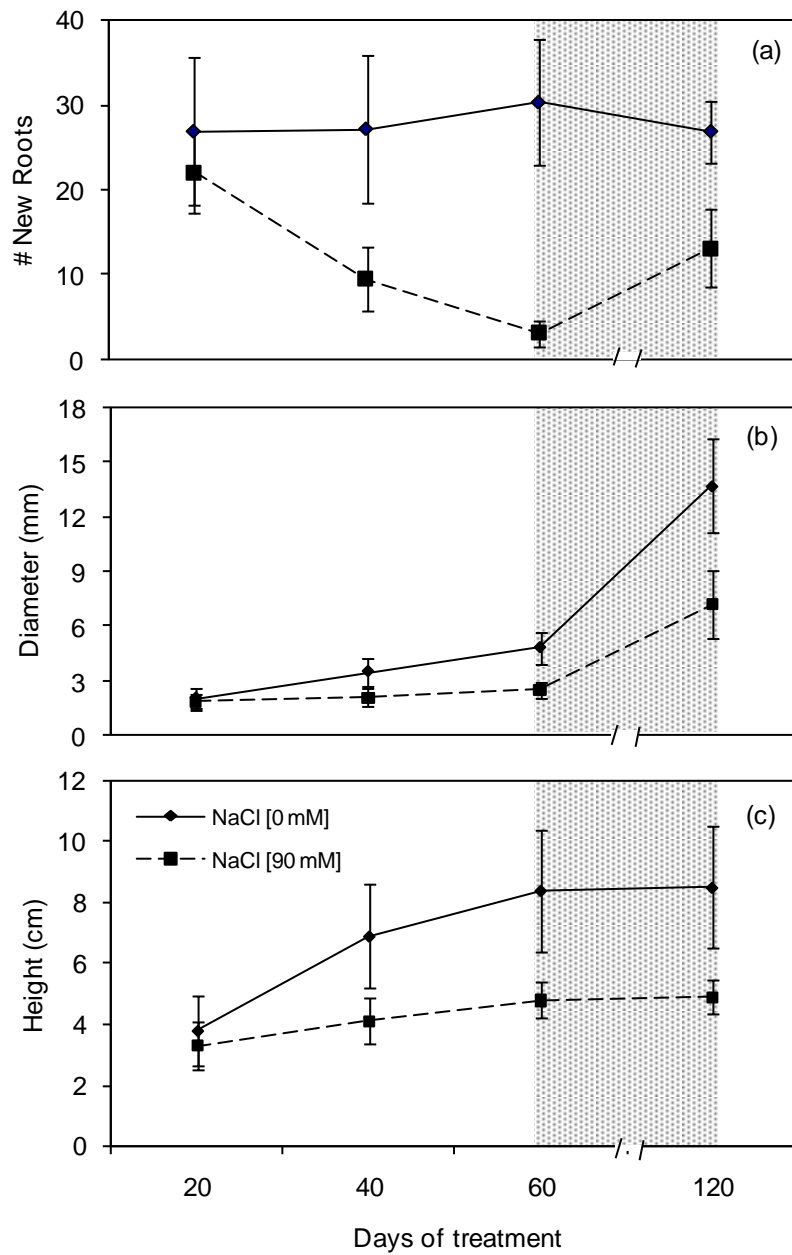 40
30
20
10
0
# New Roots
(a)
18
15
12
9
6
3
0
Diameter (mm)
(b)
12
10
8
6
4
2
0
Height (cm)
(c)
NaCl [0 mM]
NaCl [90 mM]
20 40 60 120
Days of treatment